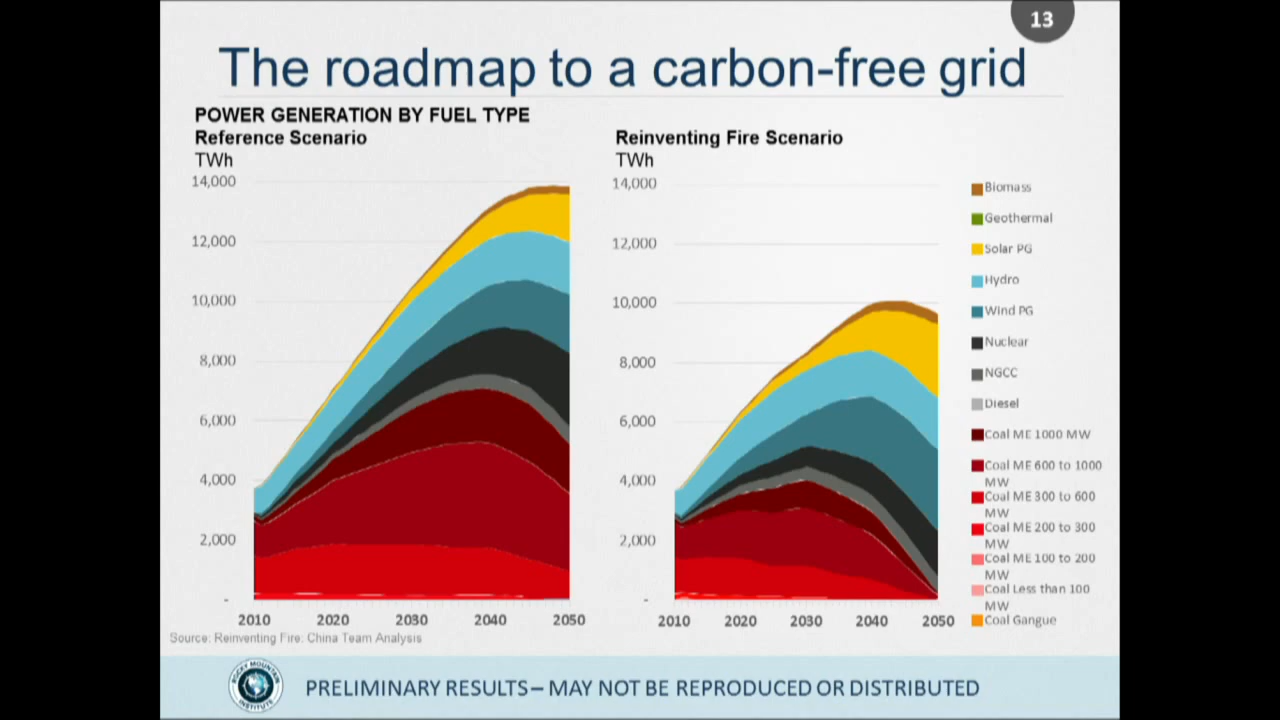 13
The roadmap to a carbon-free grid
POWER GENERATION BY FUEL TYPE
Reference Scenario
TWh
14,000
12,000
10,000
8,000
6,000
4,000
2,000
-
2010 2020 2030 2040 2050
Reinventing Fire Scenario
TWh
14,000
12,000
10,000
8,000
6,000
4,000
2,000
-
2010 2020 2030 2040 2050
Biomass
Geothermal
Solar PG
Hydro
Wind PG
Nuclear
NGCC
Diesel
Coal ME 1000 MW
Coal ME 600 to 1000
MW
Coal ME 300 to 600
MW
Coal ME 200 to 300
MW
Coal ME 100 to 200
MW
Coal Less than 100
MW
Coal Gangue
Source: Reinventing Fire: China Team Analysis
ROCKY MOUNTAIN
INSTITUTE
PRELIMINARY RESULTS – MAY NOT BE REPRODUCED OR DISTRIBUTED